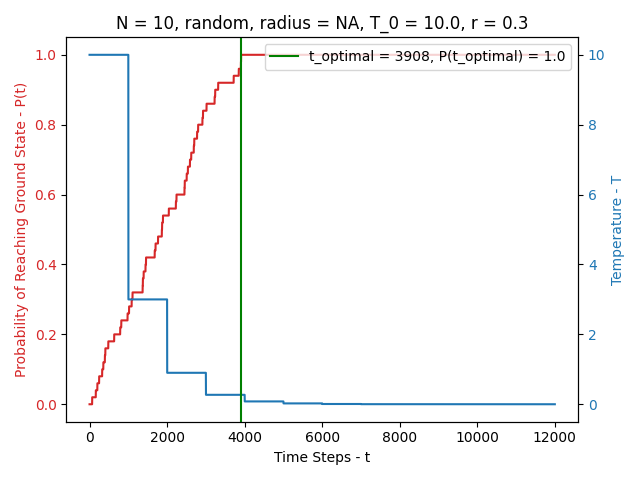 N = 10, random, radius = NA, T_0 = 10.0, r = 0.3
t_optimal = 3908, P(t_optimal) = 1.0
Probability of Reaching Ground State - P(t)
1.0
0.8
0.6
0.4
0.2
0.0
10
8
6
4
2
0
Temperature - T
0 2000 4000 6000 8000 10000 12000
Time Steps - t